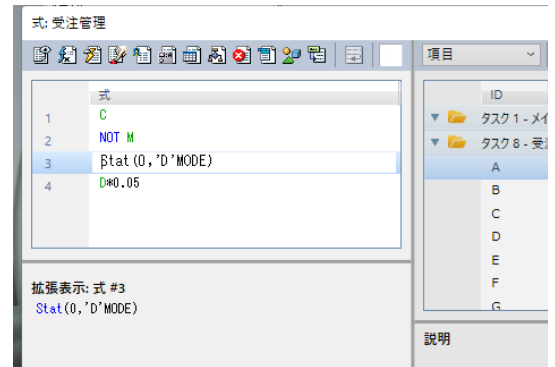 式: 受注管理
項目
式
1 C
2 NOT M
3 Stat(0,'D'MODE)
4 D*0.05
ID
タスク 1 - メイ
タスク 8 - 受注
A
B
C
D
E
F
G
拡張表示: 式 #3
Stat(0,'D'MODE)
説明